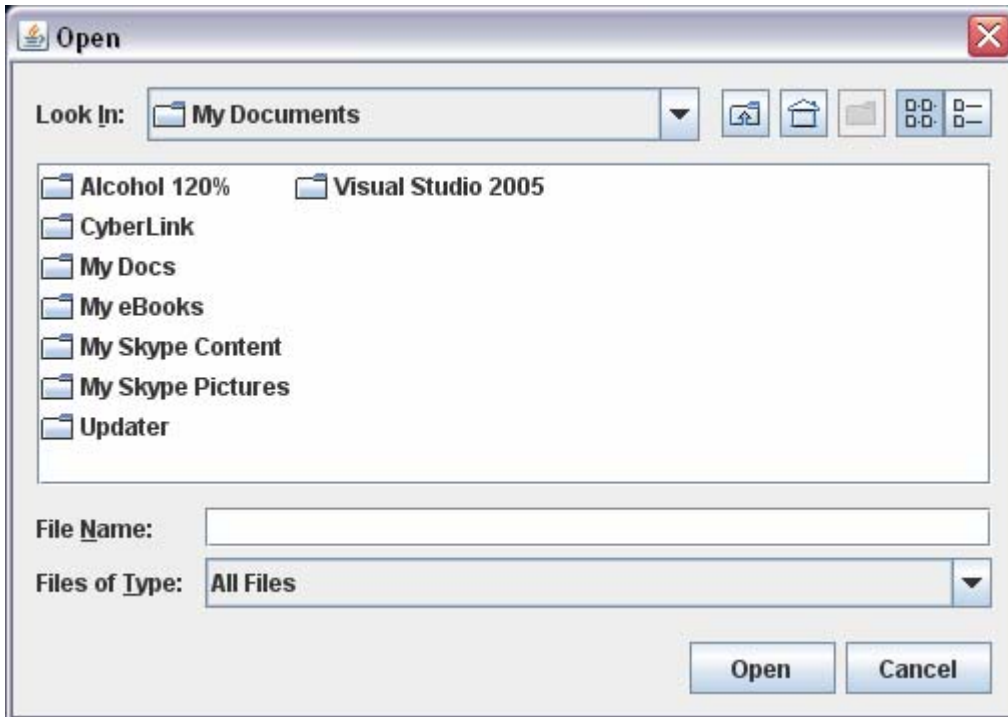 Open
Look In: My Documents
Alcohol 120% Visual Studio 2005
CyberLink
My Docs
My eBooks
My Skype Content
My Skype Pictures
Updater
File Name:
Files of Type: All Files
Open Cancel